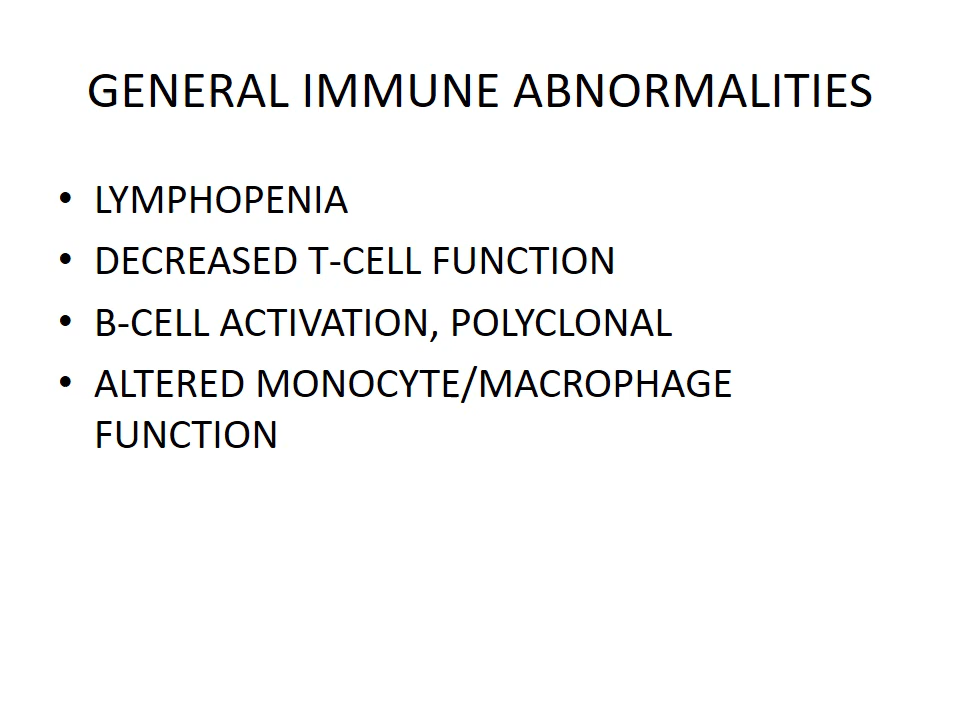 GENERAL IMMUNE ABNORMALITIES
• LYMPHOPENIA
• DECREASED T-CELL FUNCTION
• B-CELL ACTIVATION, POLYCLONAL
• ALTERED MONOCYTE/MACROPHAGE
FUNCTION